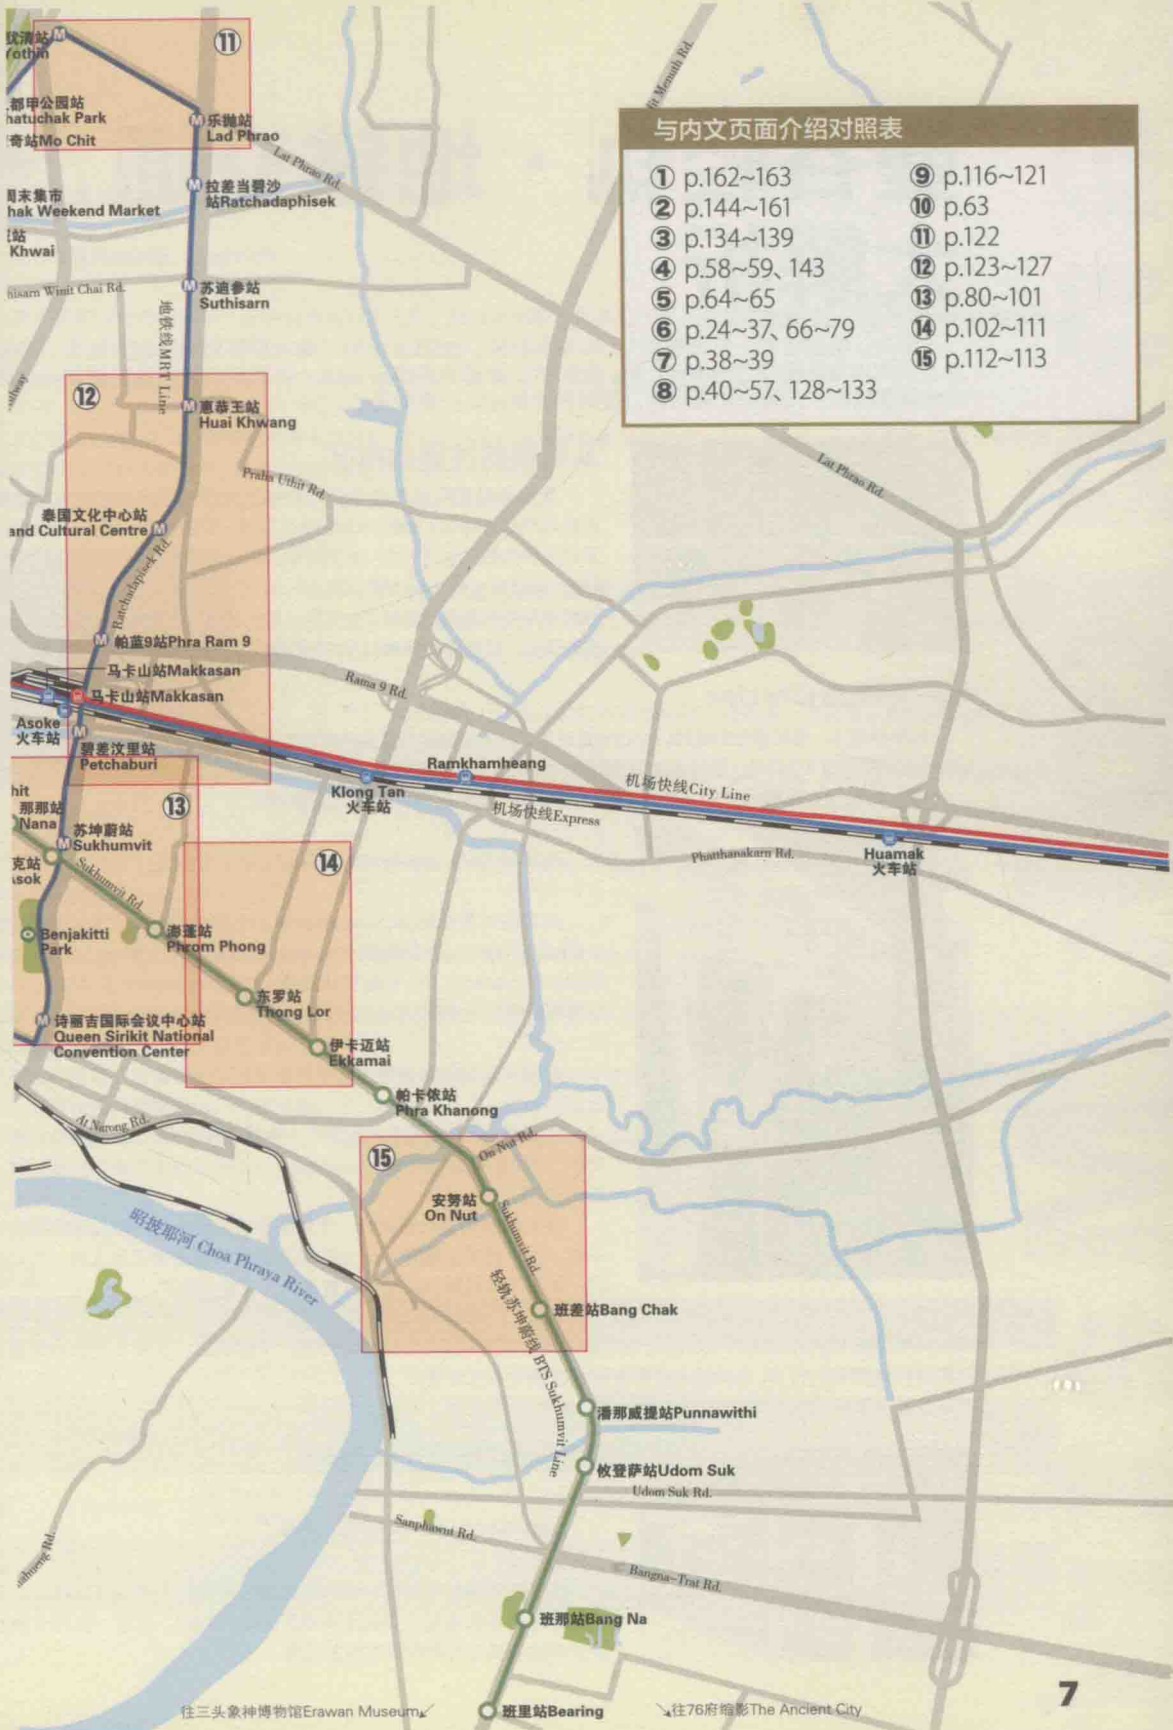 犹清站
Yothin
⑪
都甲公园站
hatuchak Park
奇站Mo Chit
乐抛站
Lad Phrao
Lat Phrao Rd.
拉差当碧沙
站Ratchadaphisek
周末集市
hak Weekend Market
站
Khwai
hisarn Winit Chai Rd.
苏迪参站
Suthisarn
地铁线MRT Line
与内文页面介绍对照表
① p.162~163
② p.144~161
③ p.134~139
④ p.58~59、143
⑤ p.64~65
⑥ p.24~37、66~79
⑦ p.38~39
⑧ p.40~57、128~133
⑨ p.116~121
⑩ p.63
⑪ p.122
⑫ p.123~127
⑬ p.80~101
⑭ p.102~111
⑮ p.112~113
⑫
惠恭王站
Huai Khwang
Praha Uthit Rd.
Lat Phrao Rd.
泰国文化中心站
and Cultural Centre
Ratchadapisek Rd.
帕蓝9站Phra Ram 9
马卡山站Makkasan
马卡山站Makkasan
Rama 9 Rd.
Asoke
火车站
碧差汶里站
Petchaburi
Klong Tan
火车站
Ramkhamheang
机场快线City Line
机场快线Express
Phatthanakarn Rd.
Huamak
火车站
hit
那那站
Nana
⑬
苏坤蔚站
Sukhumvit
克站
Asok
Sukhumvit Rd.
⑭
Benjakitti
Park
澎蓬站
Phrom Phong
东罗站
Thong Lor
诗丽吉国际会议中心站
Queen Sirikit National
Convention Center
伊卡迈站
Ekkamai
帕卡侬站
Phra Khanong
At Narong Rd.
⑮
On Nut Rd.
安努站
On Nut
Sukhumvit Rd.
昭披耶河 Choa Phraya River
轻轨苏坤蔚线 BTS Sukhumvit Line
班差站Bang Chak
潘那威提站Punnawithi
攸登萨站Udom Suk
Udom Suk Rd.
Sanphawut Rd.
Bangna-Trat Rd.
班那站Bang Na
班里站Bearing
往三头象神博物馆Erawan Museum↙
↘往76府缩影The Ancient City
7